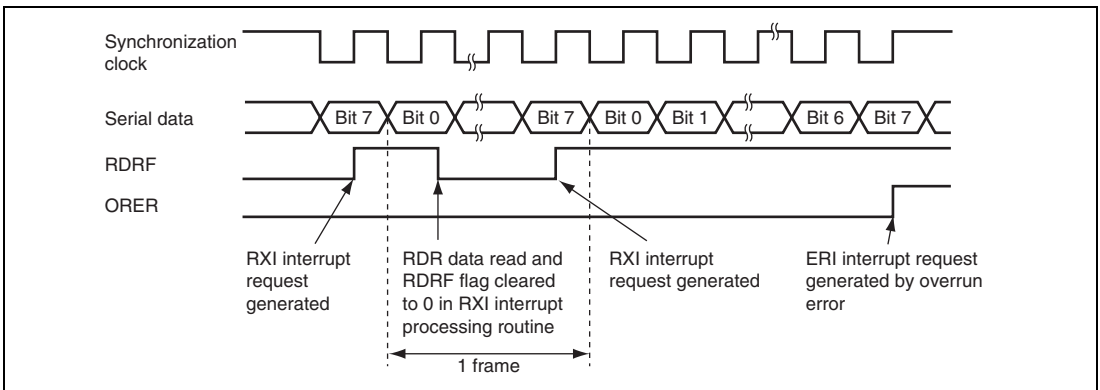 Synchronization
clock
Serial data
Bit 7
Bit 0
Bit 7
Bit 0
Bit 1
Bit 6
Bit 7
RDRF
ORER
RXI interrupt
request
generated
RDR data read and
RDRF flag cleared
to 0 in RXI interrupt
processing routine
RXI interrupt
request generated
ERI interrupt request
generated by overrun
error
1 frame